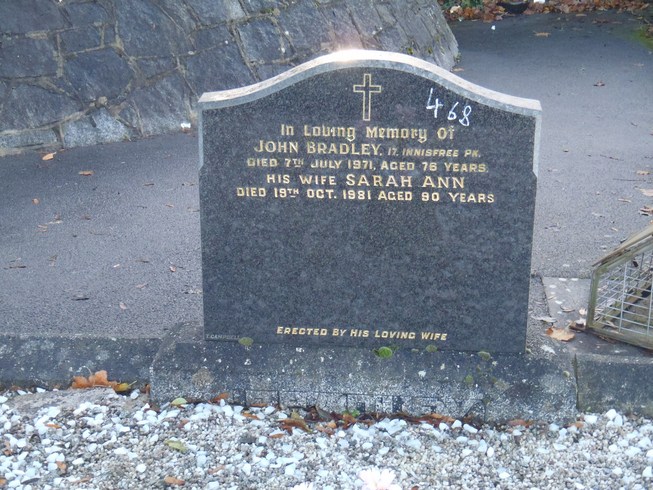 468
In Loving Memory Of
JOHN BRADLEY, 17, INNISFREE PK.
DIED 7TH JULY 1971, AGED 76 YEARS.
HIS WIFE SARAH ANN
DIED 19TH OCT. 1981 AGED 90 YEARS
ERECTED BY HIS LOVING WIFE